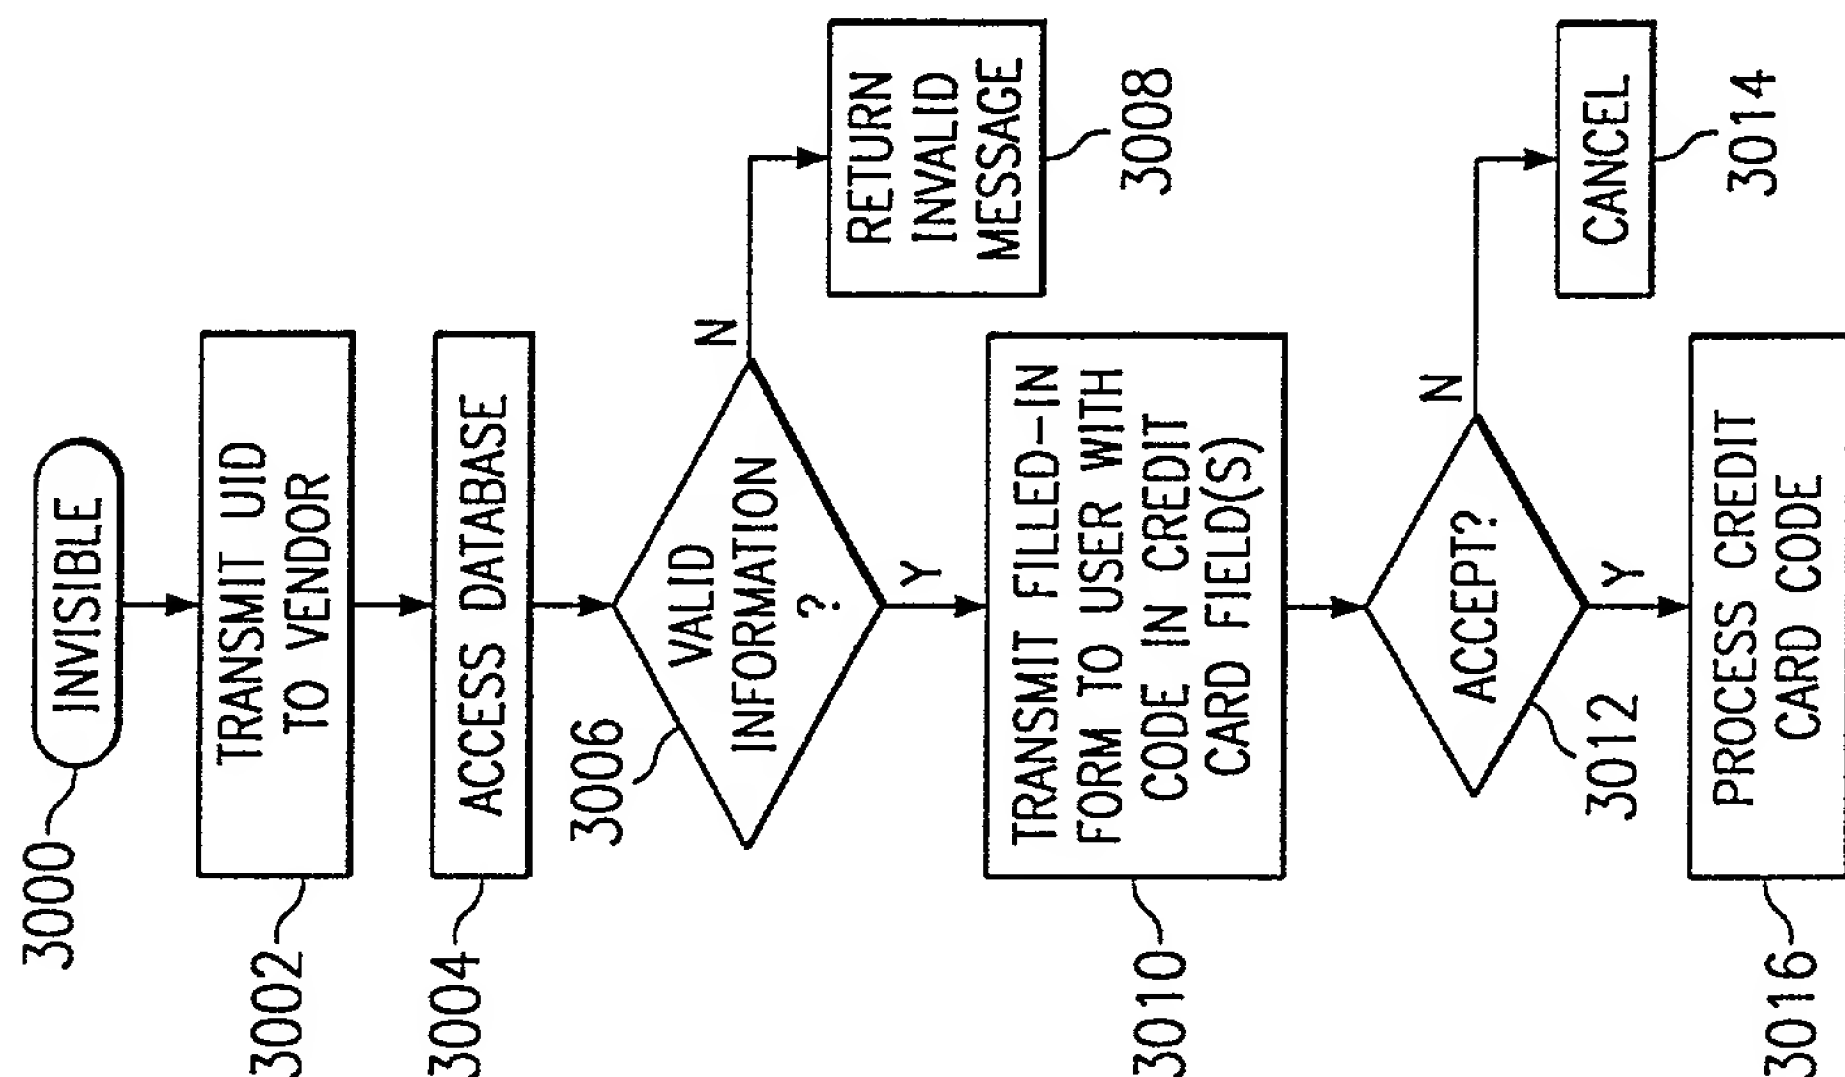 3000
INVISIBLE
3002
TRANSMIT UID
TO VENDOR
3004
ACCESS DATABASE
3006
VALID
INFORMATION
?
N
RETURN
INVALID
MESSAGE
3008
Y
3010
TRANSMIT FILLED-IN
FORM TO USER WITH
CODE IN CREDIT
CARD FIELD(S)
3012
ACCEPT?
N
CANCEL
3014
Y
3016
PROCESS CREDIT
CARD CODE